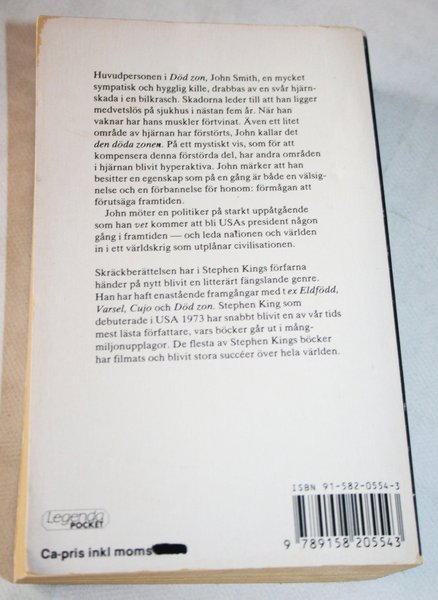 Huvudpersonen i Död zon, John Smith, en mycket
sympatisk och hygglig kille, drabbas av en svår hjärn-
skada i en bilkrasch. Skadorna leder till att han ligger
medvetslös på sjukhus i nästan fem år. När han
vaknar har hans muskler förtvinat. Även ett litet
område av hjärnan har förstörts, John kallar det
den döda zonen. På ett mystiskt vis, som för att
kompensera denna förstörda del, har andra områden
i hjärnan blivit hyperaktiva. John märker att han
besitter en egenskap som på en gång är både en välsig-
nelse och en förbannelse för honom: förmågan att
förutsäga framtiden.
John möter en politiker på starkt uppåtgående
som han vet kommer att bli USAs president någon
gång i framtiden — och leda nationen och världen
in i ett världskrig som utplånar civilisationen.
Skräckberättelsen har i Stephen Kings förfarna
händer på nytt blivit en litterärt fängslande genre.
Han har haft enastående framgångar med t ex Eldfödd,
Varsel, Cujo och Död zon. Stephen King som
debuterade i USA 1973 har snabbt blivit en av vår tids
mest lästa författare, vars böcker går ut i mång-
miljonupplagor. De flesta av Stephen Kings böcker
har filmats och blivit stora succéer över hela världen.
ISBN 91-582-0554-3
Legenda
POCKET
Ca-pris inkl moms
9 789158 205543